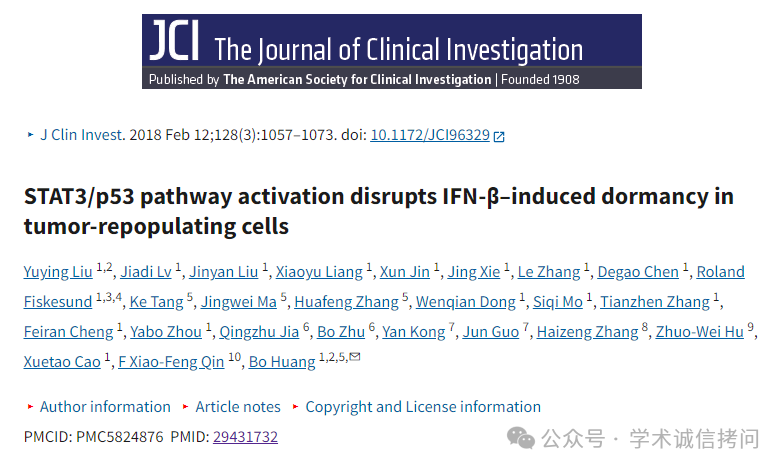 JCI The Journal of Clinical Investigation
Published by The American Society for Clinical Investigation | Founded 1908
‣ J Clin Invest. 2018 Feb 12;128(3):1057–1073. doi: 10.1172/JCI96329
STAT3/p53 pathway activation disrupts IFN-β–induced dormancy in
tumor-repopulating cells
Yuying Liu 1,2, Jiadi Lv 1, Jinyan Liu 1, Xiaoyu Liang 1, Xun Jin 1, Jing Xie 1, Le Zhang 1, Degao Chen 1, Roland
Fiskesund 1,3,4, Ke Tang 5, Jingwei Ma 5, Huafeng Zhang 5, Wenqian Dong 1, Siqi Mo 1, Tianzhen Zhang 1,
Feiran Cheng 1, Yabo Zhou 1, Qingzhu Jia 6, Bo Zhu 6, Yan Kong 7, Jun Guo 7, Haizeng Zhang 8, Zhuo-Wei Hu 9,
Xuetao Cao 1, F Xiao-Feng Qin 10, Bo Huang 1,2,5,✉
‣ Author information ‣ Article notes ‣ Copyright and License information
PMCID: PMC5824876 PMID: 29431732
公众号 · 学术诚信拷问